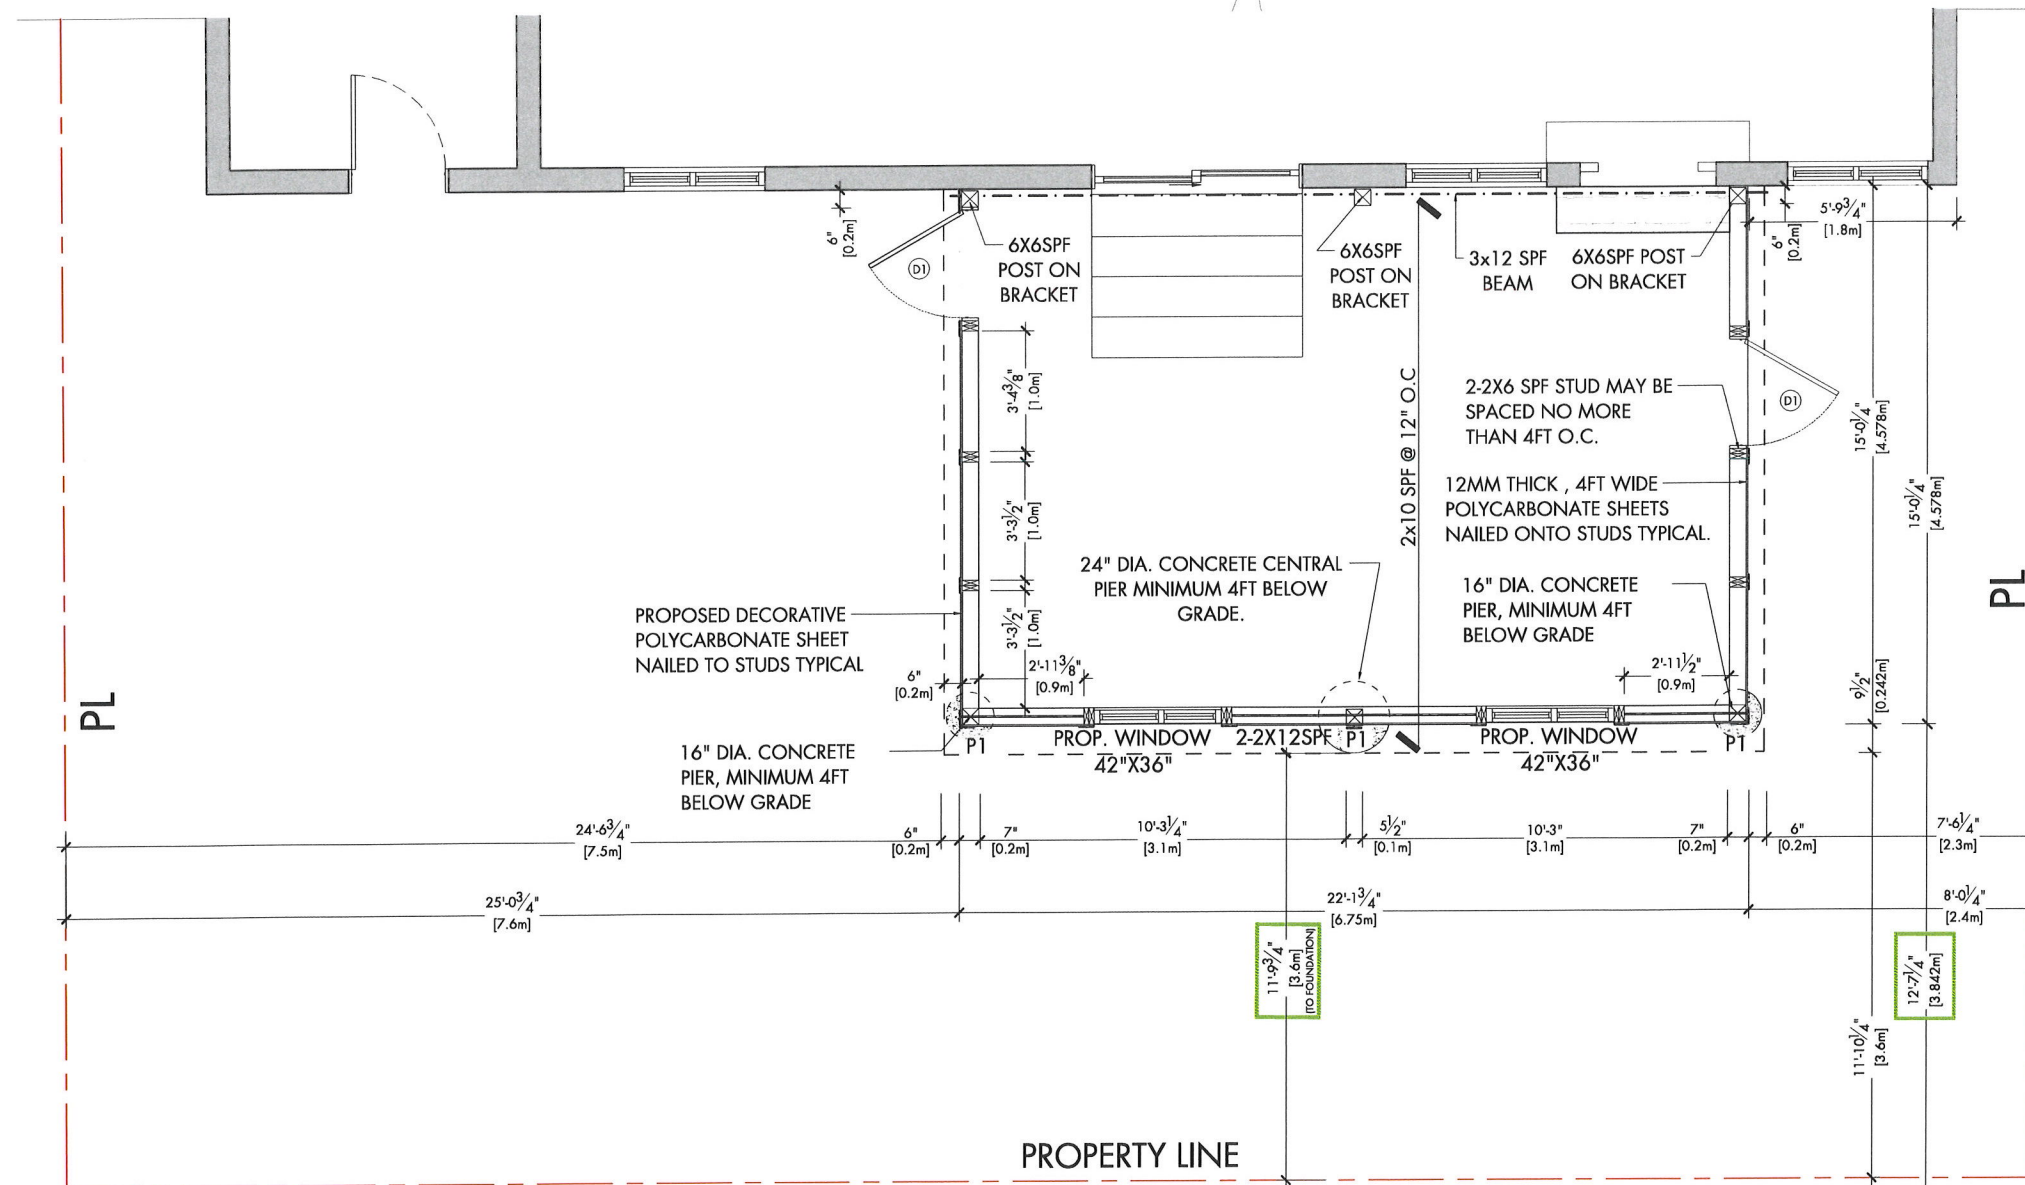 6"
[0.2m]
D1
6X6SPF
POST ON
BRACKET
6X6SPF
POST ON
BRACKET
3x12 SPF
BEAM
6X6SPF POST
ON BRACKET
6"
[0.2m]
5'-9¾"
[1.8m]
3'-4⅜"
[1.0m]
2x10 SPF @ 12" O.C
2-2X6 SPF STUD MAY BE
SPACED NO MORE
THAN 4FT O.C.
D1
15'-0¼"
[4.578m]
15'-0¼"
[4.578m]
3'-3½"
[1.0m]
12MM THICK , 4FT WIDE
POLYCARBONATE SHEETS
NAILED ONTO STUDS TYPICAL.
24" DIA. CONCRETE CENTRAL
PIER MINIMUM 4FT BELOW
GRADE.
16" DIA. CONCRETE
PIER, MINIMUM 4FT
BELOW GRADE
PL
PROPOSED DECORATIVE
POLYCARBONATE SHEET
NAILED TO STUDS TYPICAL
3'-3½"
[1.0m]
6"
[0.2m]
2'-11⅜"
[0.9m]
2'-11½"
[0.9m]
9½"
[0.242m]
PL
16" DIA. CONCRETE
PIER, MINIMUM 4FT
BELOW GRADE
P1
PROP. WINDOW
42"X36"
2-2X12SPF
P1
PROP. WINDOW
42"X36"
P1
24'-6¾"
[7.5m]
6"
[0.2m]
7"
[0.2m]
10'-3¼"
[3.1m]
5½"
[0.1m]
10'-3"
[3.1m]
7"
[0.2m]
6"
[0.2m]
7'-6¼"
[2.3m]
25'-0¾"
[7.6m]
22'-1¾"
[6.75m]
8'-0¼"
[2.4m]
11'-9¾"
[3.6m]
(TO FOUNDATION)
12'-7¼"
[3.842m]
11'-10¼"
[3.6m]
PROPERTY LINE